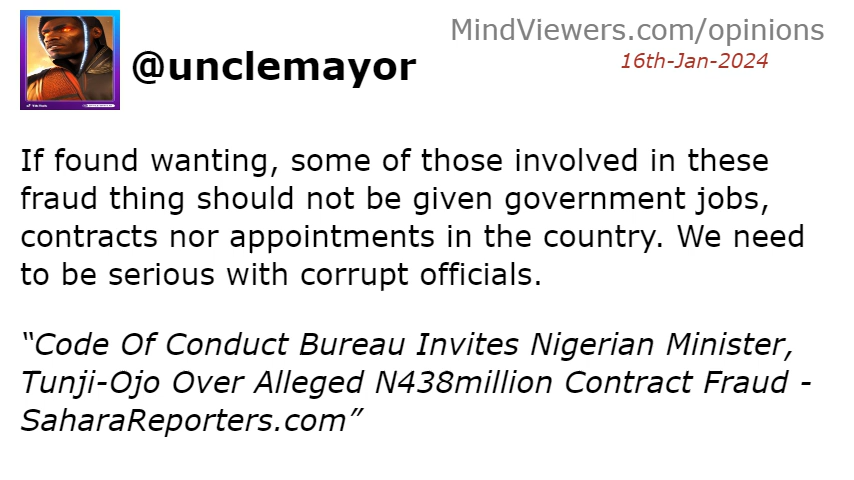 MindViewers.com/opinions
16th-Jan-2024
@unclemayor
If found wanting, some of those involved in these
fraud thing should not be given government jobs,
contracts nor appointments in the country. We need
to be serious with corrupt officials.
“Code Of Conduct Bureau Invites Nigerian Minister,
Tunji-Ojo Over Alleged N438million Contract Fraud -
SaharaReporters.com”